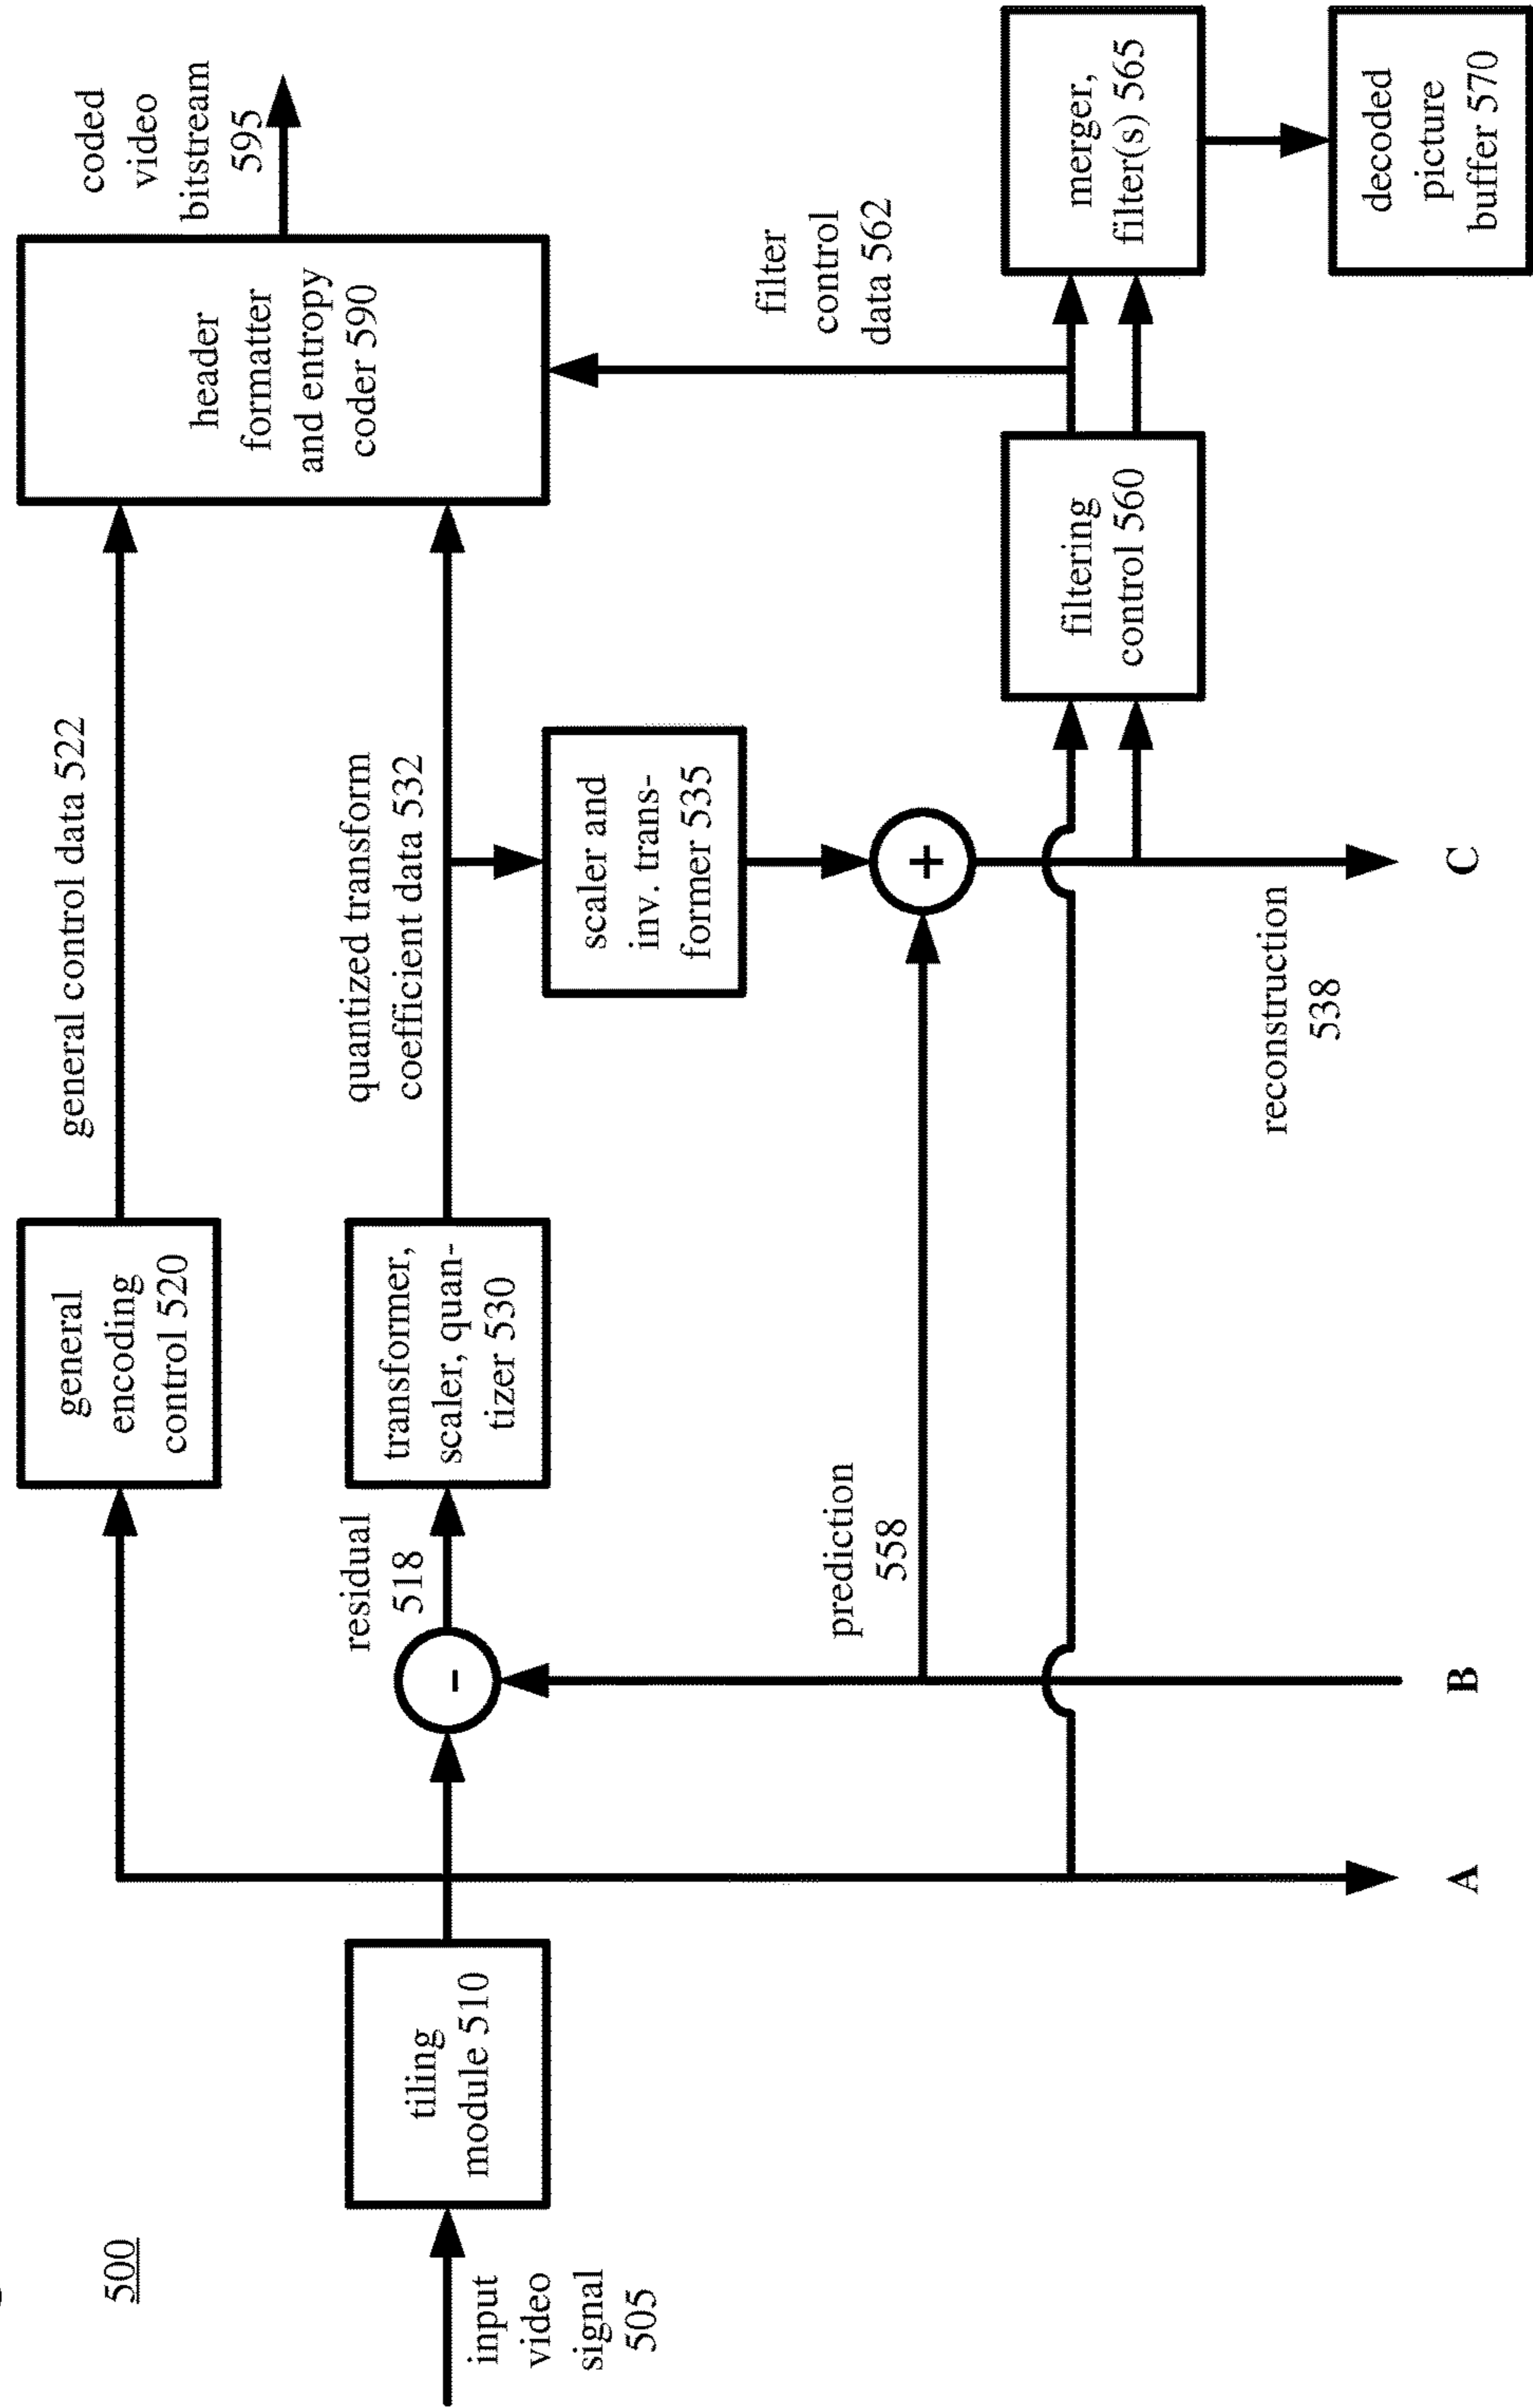 500
coded
video
bitstream
595
general control data 522
header
formatter
and entropy
coder 590
general
encoding
control 520
quantized transform
coefficient data 532
input
video
signal
505
tiling
module 510
residual
518
transformer,
scaler, quan-
tizer 530
-
scaler and
inv. trans-
former 535
filter
control
data 562
prediction
558
+
filtering
control 560
merger,
filter(s) 565
reconstruction
538
decoded
picture
buffer 570
A
B
C